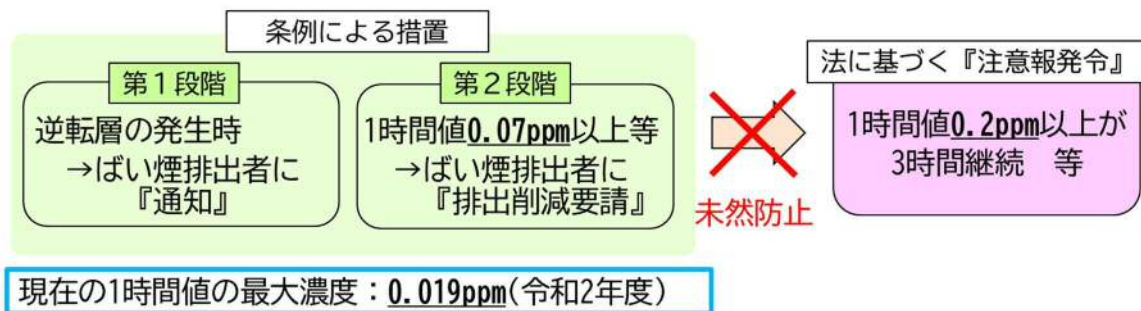 条例による措置
第1段階
逆転層の発生時
→ばい煙排出者に
『通知』
第2段階
1時間値0.07ppm以上等
→ばい煙排出者に
『排出削減要請』
未然防止
法に基づく『注意報発令』
1時間値0.2ppm以上が
3時間継続 等
現在の1時間値の最大濃度:0.019ppm(令和2年度)